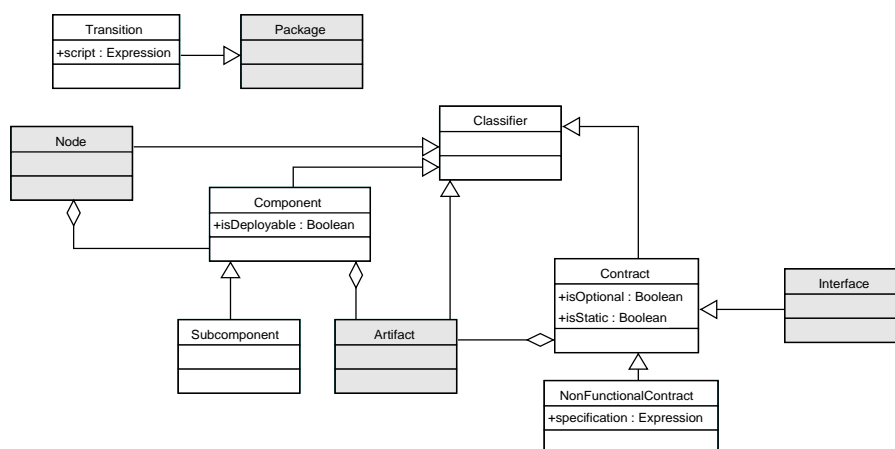 Transition
+script : Expression
Package
Classifier
Node
Component
+isDeployable : Boolean
Contract
+isOptional : Boolean
+isStatic : Boolean
Interface
Subcomponent
Artifact
NonFunctionalContract
+specification : Expression